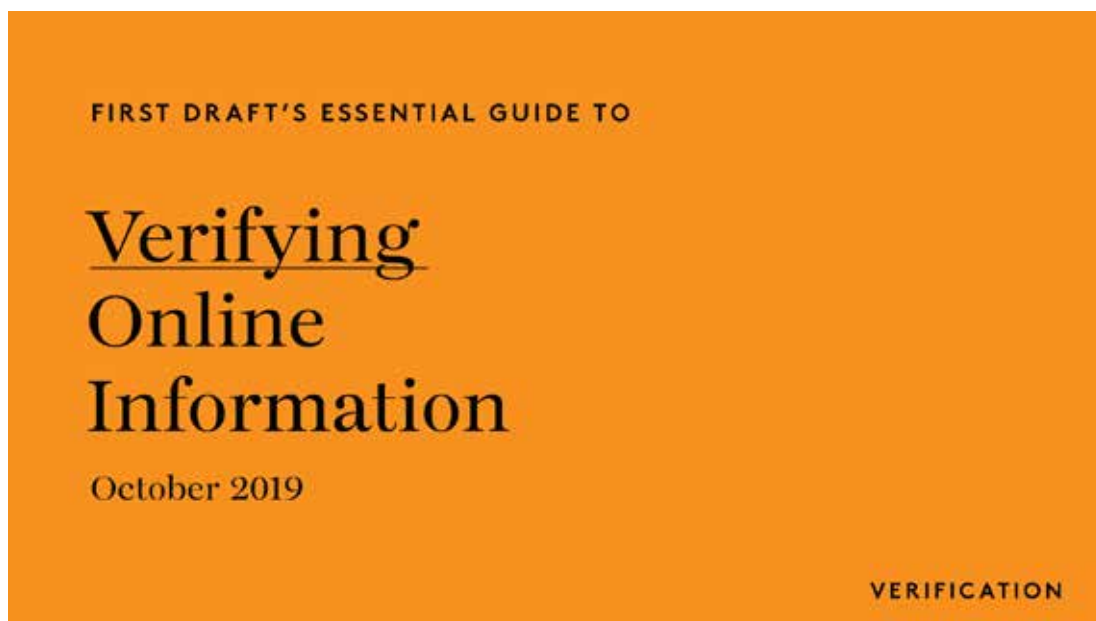 FIRST DRAFT'S ESSENTIAL GUIDE TO
Verifying
Online
Information
October 2019
VERIFICATION